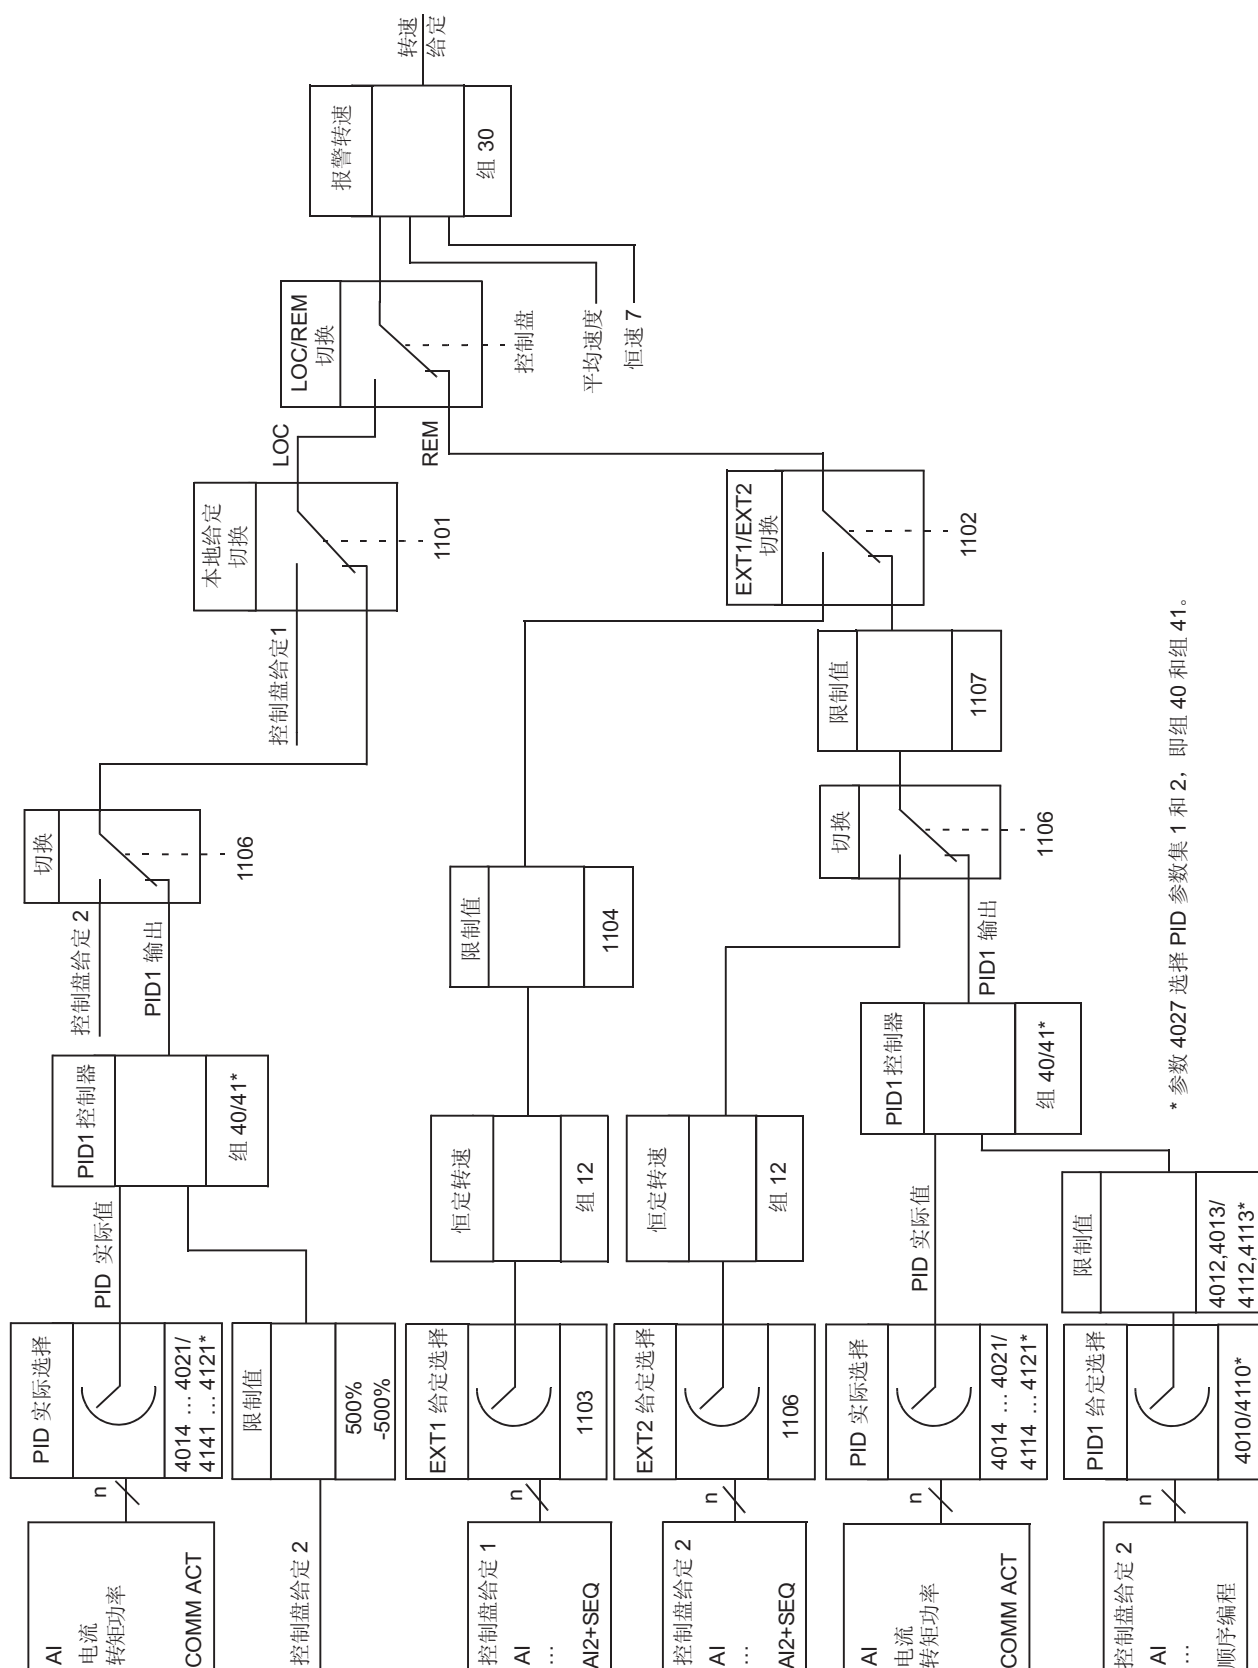 AI
电流
转矩功率
COMM ACT
n
PID 实际选择
4014 … 4021/
4141 … 4121*
PID 实际值
控制盘给定 2
限制值
500%
-500%
PID1 控制器
组 40/41*
控制盘给定 2
PID1 输出
切换
1106
控制盘给定1
本地给定
切换
1101
LOC
REM
LOC/REM
切换
控制盘
平均速度
恒速 7
报警转速
组 30
转速
给定
控制盘给定 1
AI
…
AI2+SEQ
n
EXT1 给定选择
1103
恒定转速
组 12
限制值
1104
控制盘给定 2
AI
…
AI2+SEQ
n
EXT2 给定选择
1106
恒定转速
组 12
AI
电流
转矩功率
COMM ACT
n
PID 实际选择
4014 … 4021/
4114 … 4121*
PID 实际值
控制盘给定 2
AI
…
顺序编程
n
PID1 给定选择
4010/4110*
限制值
4012,4013/
4112,4113*
PID1控制器
组 40/41*
PID1 输出
切换
1106
限制值
1107
EXT1/EXT2
切换
1102
* 参数 4027 选择 PID 参数集 1 和 2，即组 40 和组 41。